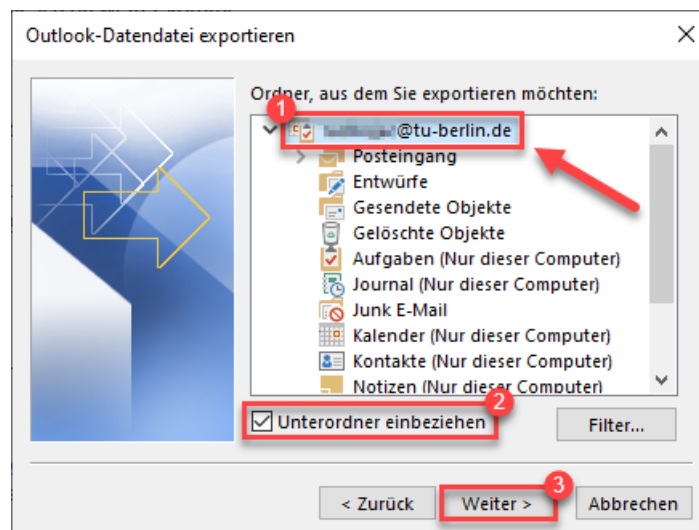 Outlook-Datendatei exportieren
Ordner, aus dem Sie exportieren möchten:
1
@tu-berlin.de
Posteingang
Entwürfe
Gesendete Objekte
Gelöschte Objekte
Aufgaben (Nur dieser Computer)
Journal (Nur dieser Computer)
Junk E-Mail
Kalender (Nur dieser Computer)
Kontakte (Nur dieser Computer)
Notizen (Nur dieser Computer)
2
Unterordner einbeziehen
Filter...
3
< Zurück
Weiter >
Abbrechen